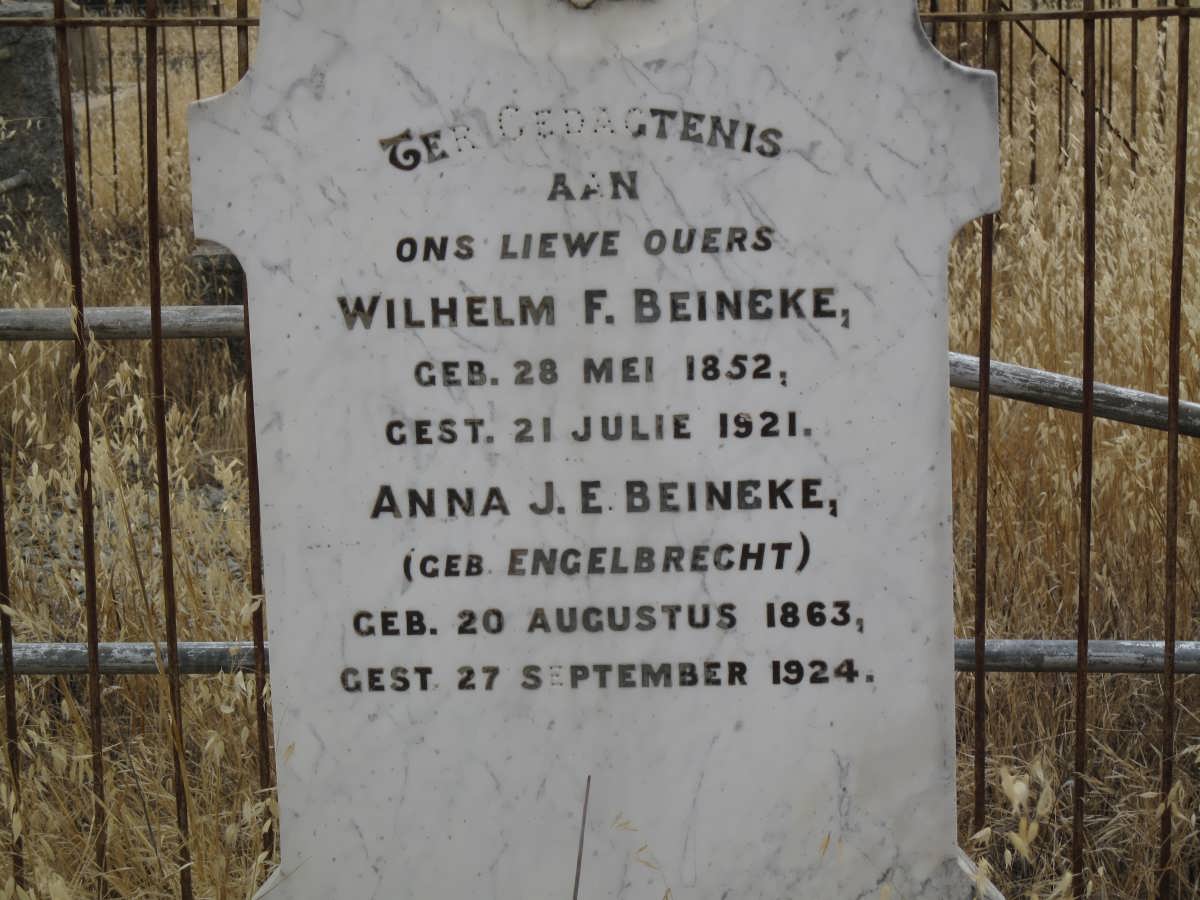 TER GEDAGTENIS
AAN
ONS LIEWE OUERS
WILHELM F. BEINEKE,
GEB. 28 MEI 1852,
GEST. 21 JULIE 1921.
ANNA J. E. BEINEKE,
(GEB. ENGELBRECHT)
GEB. 20 AUGUSTUS 1863,
GEST. 27 SEPTEMBER 1924.